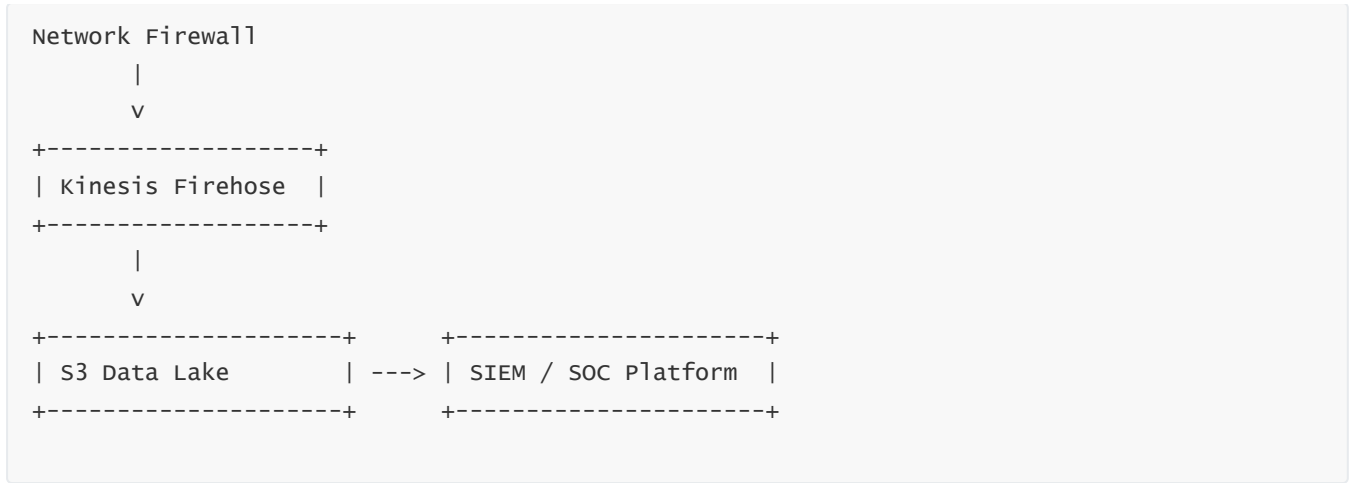 Network Firewall
|
v
+-------------------+
| Kinesis Firehose  |
+-------------------+
|
v
+----------------------+      +----------------------+
| S3 Data Lake        | ---> | SIEM / SOC Platform  |
+----------------------+      +----------------------+